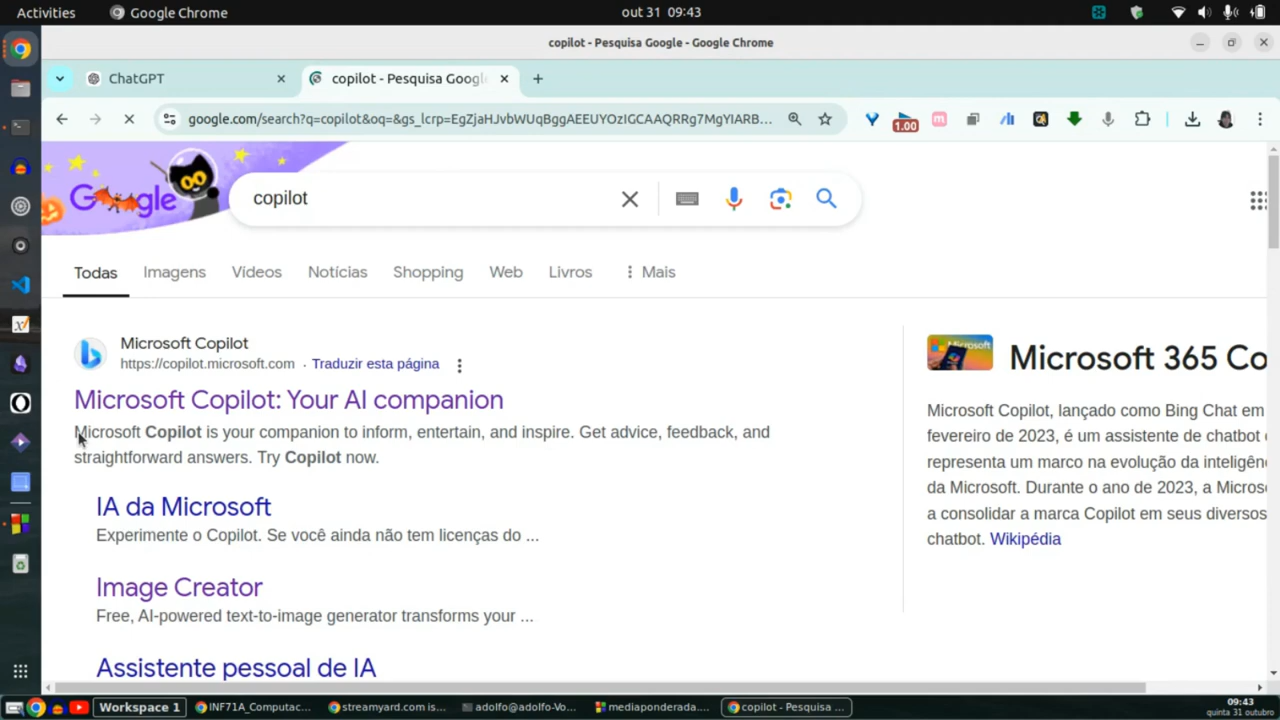 Activities
Google Chrome
out 31 09:43
copilot - Pesquisa Google - Google Chrome
ChatGPT
copilot - Pesquisa Googl
google.com/search?q=copilot&oq=&gs_lcrp=EgZjaHJvbWUqBggAEEUYOzIGCAAQRRg7MgYIARB...
1.00
Google
copilot
Todas
Imagens
Vídeos
Notícias
Shopping
Web
Livros
Mais
Microsoft Copilot
https://copilot.microsoft.com · Traduzir esta página
Microsoft Copilot: Your AI companion
Microsoft Copilot is your companion to inform, entertain, and inspire. Get advice, feedback, and
straightforward answers. Try Copilot now.
IA da Microsoft
Experimente o Copilot. Se você ainda não tem licenças do ...
Image Creator
Free, AI-powered text-to-image generator transforms your ...
Assistente pessoal de IA
Microsoft 365 Co
Microsoft Copilot, lançado como Bing Chat em
fevereiro de 2023, é um assistente de chatbot
representa um marco na evolução da inteligên
da Microsoft. Durante o ano de 2023, a Micros
a consolidar a marca Copilot em seus diversos
chatbot. Wikipédia
Workspace 1
INF71A_Computac...
streamyard.com is...
adolfo@adolfo-Vo...
mediaponderada....
copilot - Pesquisa ...
09:43
quinta 31 outubro